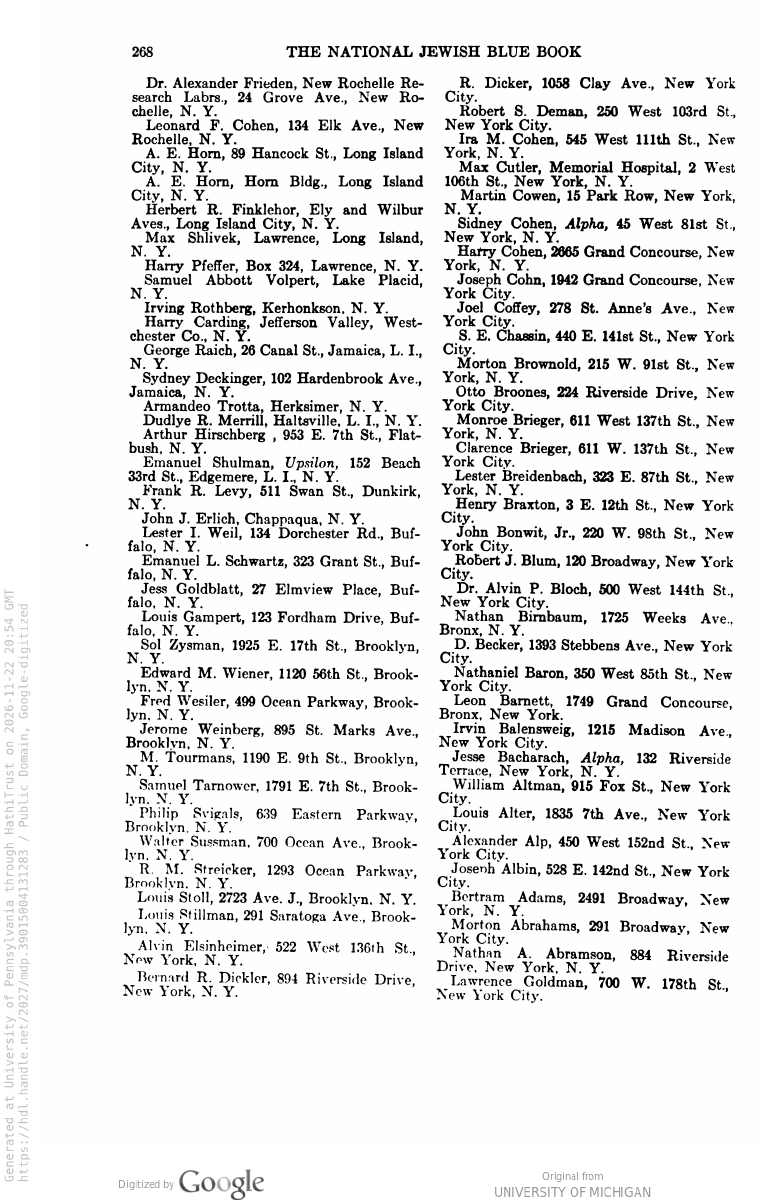 268
THE NATIONAL JEWISH BLUE BOOK
Dr. Alexander Frieden, New Rochelle Re-
search Labrs., 24 Grove Ave., New Ro-
chelle, N. Y.
Leonard F. Cohen, 134 Elk Ave., New
Rochelle, N. Y.
A. E. Horn, 89 Hancock St., Long Island
City, N. Y.
A. E. Horn, Horn Bldg., Long Island
City, N. Y.
Herbert R. Finklehor, Ely and Wilbur
Aves., Long Island City, N. Y.
Max Shlivek, Lawrence, Long Island,
N. Y.
Harry Pfeffer, Box 324, Lawrence, N. Y.
Samuel Abbott Volpert, Lake Placid,
N. Y.
Irving Rothberg, Kerhonkson, N. Y.
Harry Carding, Jefferson Valley, West-
chester Co., N. Y.
George Raich, 26 Canal St., Jamaica, L. I.,
N. Y.
Sydney Deckinger, 102 Hardenbrook Ave.,
Jamaica, N. Y.
Armandeo Trotta, Herksimer, N. Y.
Dudlye R. Merrill, Haltsville, L. I., N. Y.
Arthur Hirschberg , 953 E. 7th St., Flat-
bush, N. Y.
Emanuel Shulman, Upsilon, 152 Beach
33rd St., Edgemere, L. I., N. Y.
Frank R. Levy, 511 Swan St., Dunkirk,
N. Y.
John J. Erlich, Chappaqua, N. Y.
Lester I. Weil, 134 Dorchester Rd., Buf-
falo, N. Y.
Emanuel L. Schwartz, 323 Grant St., Buf-
falo, N. Y.
Jess Goldblatt, 27 Elmview Place, Buf-
falo, N. Y.
Louis Gampert, 123 Fordham Drive, Buf-
falo, N. Y.
Sol Zysman, 1925 E. 17th St., Brooklyn,
N. Y.
Edward M. Wiener, 1120 56th St., Brook-
lyn, N. Y.
Fred Wesiler, 499 Ocean Parkway, Brook-
lyn, N. Y.
Jerome Weinberg, 895 St. Marks Ave.,
Brooklyn, N. Y.
M. Tourmans, 1190 E. 9th St., Brooklyn,
N. Y.
Samuel Tarnower, 1791 E. 7th St., Brook-
lyn, N. Y.
Philip Svigals, 639 Eastern Parkway,
Brooklyn, N. Y.
Walter Sussman, 700 Ocean Ave., Brook-
lyn, N. Y.
R. M. Streicker, 1293 Ocean Parkway,
Brooklyn, N. Y.
Louis Stoll, 2723 Ave. J., Brooklyn, N. Y.
Louis Stillman, 291 Saratoga Ave., Brook-
lyn, N. Y.
Alvin Elsinheimer, 522 West 136th St.,
New York, N. Y.
Bernard R. Dickler, 894 Riverside Drive,
New York, N. Y.
R. Dicker, 1058 Clay Ave., New York
City.
Robert S. Deman, 250 West 103rd St.,
New York City.
Ira M. Cohen, 545 West 111th St., New
York, N. Y.
Max Cutler, Memorial Hospital, 2 West
106th St., New York, N. Y.
Martin Cowen, 15 Park Row, New York,
N. Y.
Sidney Cohen, Alpha, 45 West 81st St.,
New York, N. Y.
Harry Cohen, 2665 Grand Concourse, New
York, N. Y.
Joseph Cohn, 1942 Grand Concourse, New
York City.
Joel Coffey, 278 St. Anne's Ave., New
York City.
S. E. Chassin, 440 E. 141st St., New York
City.
Morton Brownold, 215 W. 91st St., New
York, N. Y.
Otto Broones, 224 Riverside Drive, New
York City.
Monroe Brieger, 611 West 137th St., New
York, N. Y.
Clarence Brieger, 611 W. 137th St., New
York City.
Lester Breidenbach, 323 E. 87th St., New
York, N. Y.
Henry Braxton, 3 E. 12th St., New York
City.
John Bonwit, Jr., 220 W. 98th St., New
York City.
Robert J. Blum, 120 Broadway, New York
City.
Dr. Alvin P. Bloch, 500 West 144th St.,
New York City.
Nathan Birnbaum, 1725 Weeks Ave.,
Bronx, N. Y.
D. Becker, 1393 Stebbens Ave., New York
City.
Nathaniel Baron, 350 West 85th St., New
York City.
Leon Barnett, 1749 Grand Concourse,
Bronx, New York.
Irvin Balensweig, 1215 Madison Ave.,
New York City.
Jesse Bacharach, Alpha, 132 Riverside
Terrace, New York, N. Y.
William Altman, 915 Fox St., New York
City.
Louis Alter, 1835 7th Ave., New York
City.
Alexander Alp, 450 West 152nd St., New
York City.
Joseph Albin, 528 E. 142nd St., New York
City.
Bertram Adams, 2491 Broadway, New
York, N. Y.
Morton Abrahams, 291 Broadway, New
York City.
Nathan A. Abramson, 884 Riverside
Drive, New York, N. Y.
Lawrence Goldman, 700 W. 178th St.,
New York City.
Generated at University of Pennsylvania through HathiTrust on 2026-11-22 20:54 GMT
https://hdl.handle.net/2027/mdp.39015004131283 / Public Domain, Google-digitized
Digitized by Google
Original from
UNIVERSITY OF MICHIGAN